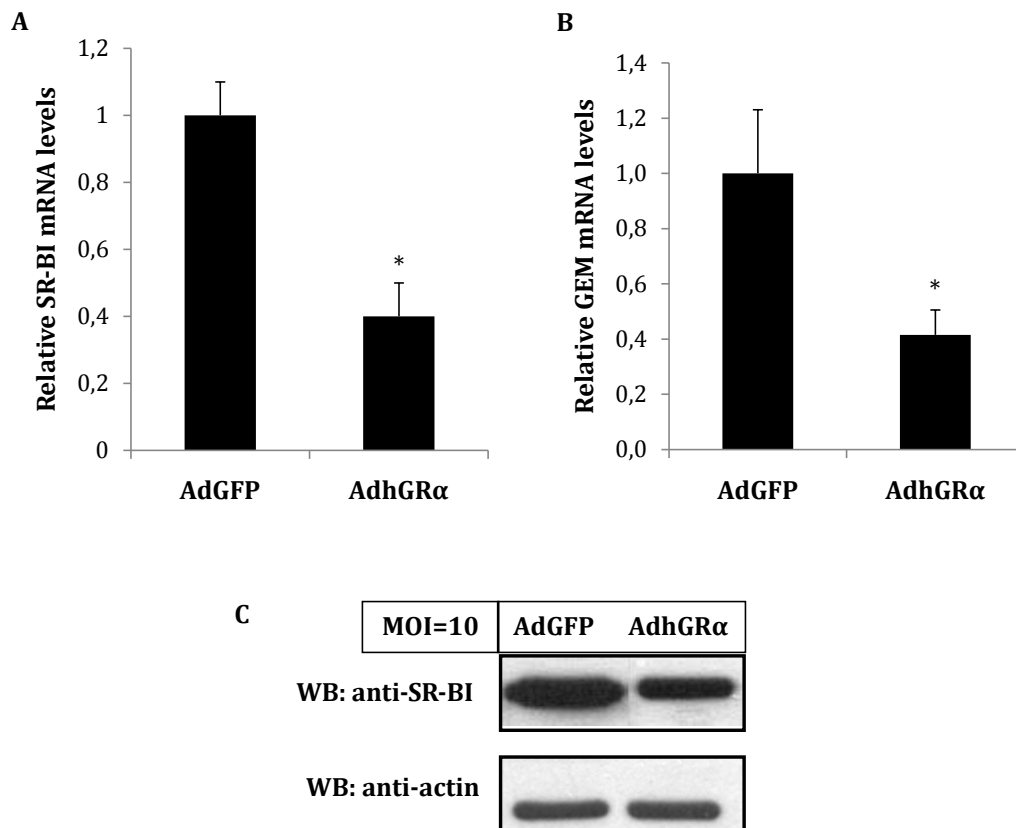 A
Relative SR-BI mRNA levels
1,2
1
0,8
0,6
0,4
0,2
0
*
AdGFP
AdhGRα
B
Relative GEM mRNA levels
1,4
1,2
1,0
0,8
0,6
0,4
0,2
0,0
*
AdGFP
AdhGRα
C
MOI=10 AdGFP AdhGRα
WB: anti-SR-BI
WB: anti-actin